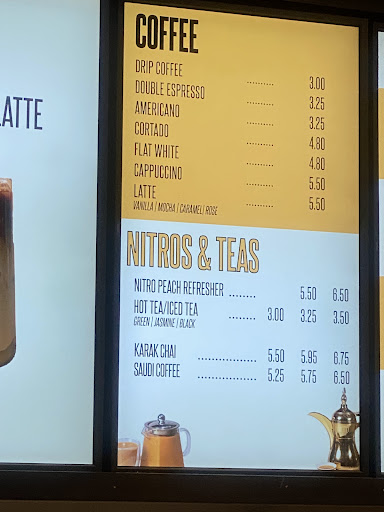 LATTE
COFFEE
DRIP COFFEE ......... 3.00
DOUBLE ESPRESSO ......... 3.25
AMERICANO ......... 3.25
CORTADO ......... 4.80
FLAT WHITE ......... 4.80
CAPPUCCINO ......... 5.50
LATTE ......... 5.50
VANILLA | MOCHA | CARAMEL | ROSE
NITROS & TEAS
NITRO PEACH REFRESHER ......... 5.50 6.50
HOT TEA/ICED TEA ......... 3.00 3.25 3.50
GREEN | JASMINE | BLACK
KARAK CHAI ................... 5.50 5.95 6.75
SAUDI COFFEE ................... 5.25 5.75 6.50